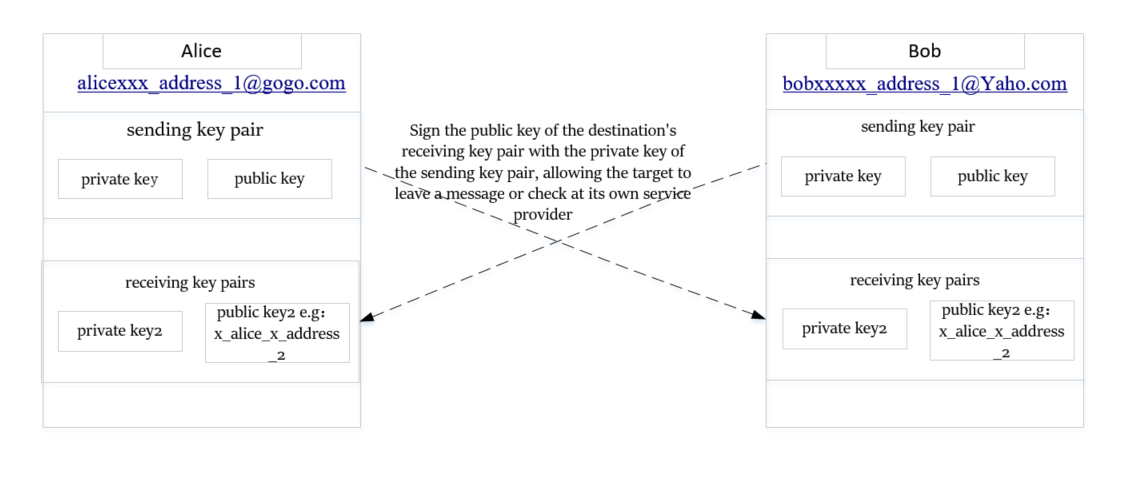 Alice
alicexxx_address_1@gogo.com
sending key pair
private key
public key
receiving key pairs
private key2
public key2 e.g:
x_alice_x_address
_2
Sign the public key of the destination's
receiving key pair with the private key of
the sending key pair, allowing the target to
leave a message or check at its own service
provider
Bob
bobxxxxx_address_1@Yaho.com
sending key pair
private key
public key
receiving key pairs
private key2
public key2 e.g:
x_alice_x_address
_2